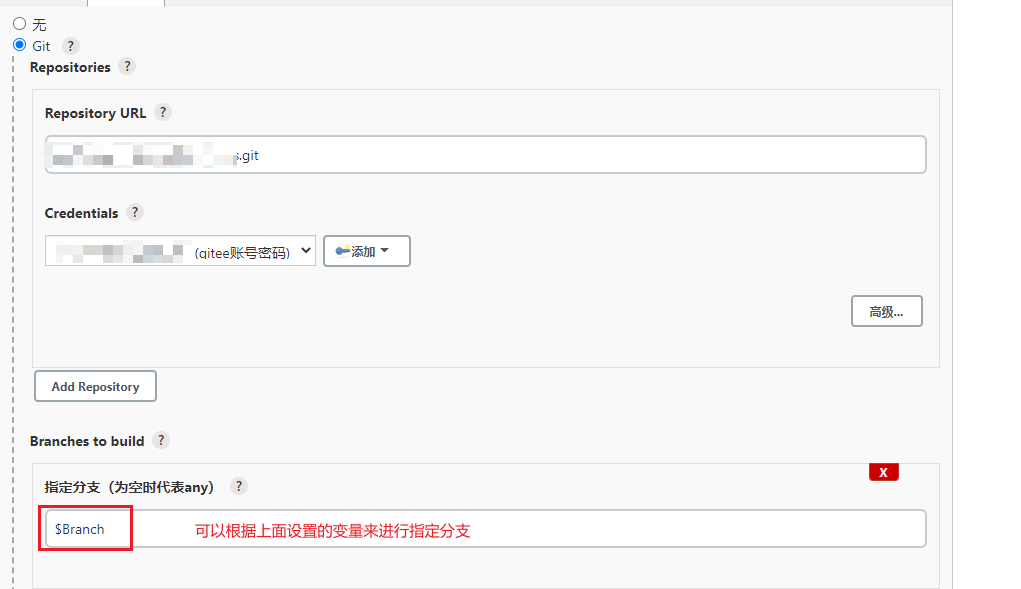 无
Git ?
Repositories ?
Repository URL ?
s.git
Credentials ?
(gitee账号密码)
添加
高级...
Add Repository
Branches to build ?
X
指定分支（为空时代表any） ?
$Branch
可以根据上面设置的变量来进行指定分支